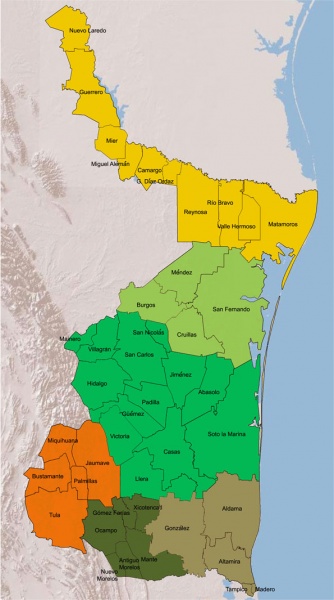 Nuevo Laredo
Guerrero
Mier
Miguel Alemán
Camargo
G. Díaz Ordaz
Reynosa
Río Bravo
Valle Hermoso
Matamoros
Méndez
Burgos
San Fernando
Cruillas
San Nicolás
Mainero
Villagrán
San Carlos
Jiménez
Hidalgo
Abasolo
Padilla
Güémez
Victoria
Soto la Marina
Miquihuana
Jaumave
Casas
Bustamante
Palmillas
Llera
Tula
Xicotencatl
Gómez Farías
Ocampo
González
Aldama
Antiguo
Morelos
Mante
Nuevo
Morelos
Altamira
Tampico
Madero